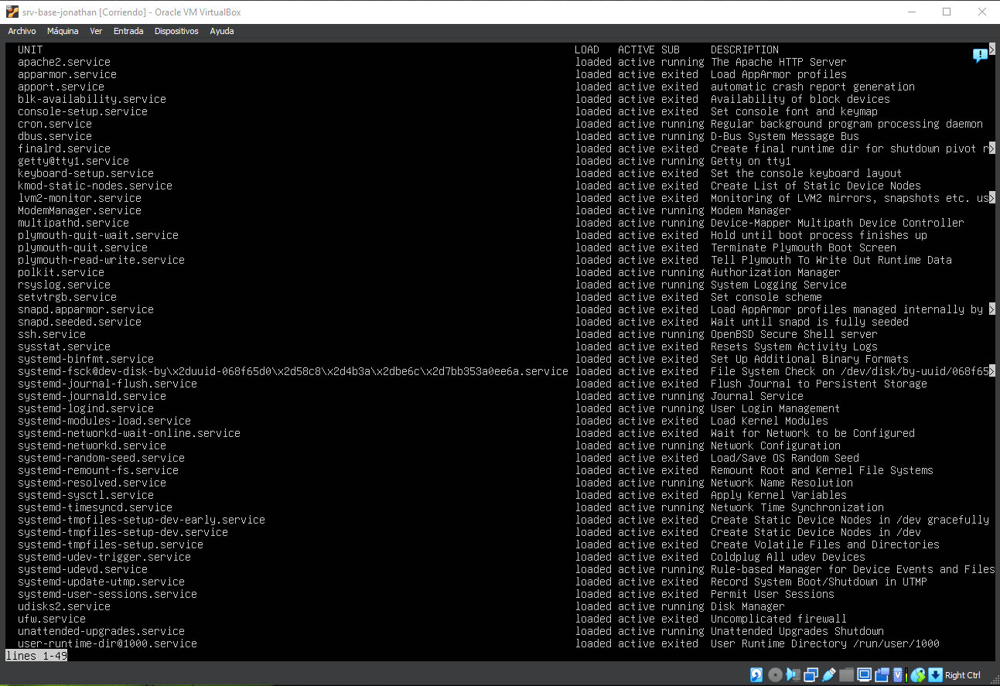 srv-base-jonathan [Corriendo] - Oracle VM VirtualBox
Archivo Máquina Ver Entrada Dispositivos Ayuda
UNIT LOAD ACTIVE SUB DESCRIPTION >
apache2.service loaded active running The Apache HTTP Server
apparmor.service loaded active exited Load AppArmor profiles
apport.service loaded active exited automatic crash report generation
blk-availability.service loaded active exited Availability of block devices
console-setup.service loaded active exited Set console font and keymap
cron.service loaded active running Regular background program processing daemon
dbus.service loaded active running D-Bus System Message Bus
finalrd.service loaded active exited Create final runtime dir for shutdown pivot r>
getty@tty1.service loaded active running Getty on tty1
keyboard-setup.service loaded active exited Set the console keyboard layout
kmod-static-nodes.service loaded active exited Create List of Static Device Nodes
lvm2-monitor.service loaded active exited Monitoring of LVM2 mirrors, snapshots etc. us>
ModemManager.service loaded active running Modem Manager
multipathd.service loaded active running Device-Mapper Multipath Device Controller
plymouth-quit-wait.service loaded active exited Hold until boot process finishes up
plymouth-quit.service loaded active exited Terminate Plymouth Boot Screen
plymouth-read-write.service loaded active exited Tell Plymouth To Write Out Runtime Data
polkit.service loaded active running Authorization Manager
rsyslog.service loaded active running System Logging Service
setvtrgb.service loaded active exited Set console scheme
snapd.apparmor.service loaded active exited Load AppArmor profiles managed internally by >
snapd.seeded.service loaded active exited Wait until snapd is fully seeded
ssh.service loaded active running OpenBSD Secure Shell server
sysstat.service loaded active exited Resets System Activity Logs
systemd-binfmt.service loaded active exited Set Up Additional Binary Formats
systemd-fsck@dev-disk-by\x2duuid-068f65d0\x2d58c8\x2d4b3a\x2dbe6c\x2d7bb353a0ee6a.service loaded active exited File System Check on /dev/disk/by-uuid/068f65>
systemd-journal-flush.service loaded active exited Flush Journal to Persistent Storage
systemd-journald.service loaded active running Journal Service
systemd-logind.service loaded active running User Login Management
systemd-modules-load.service loaded active exited Load Kernel Modules
systemd-networkd-wait-online.service loaded active exited Wait for Network to be Configured
systemd-networkd.service loaded active running Network Configuration
systemd-random-seed.service loaded active exited Load/Save OS Random Seed
systemd-remount-fs.service loaded active exited Remount Root and Kernel File Systems
systemd-resolved.service loaded active running Network Name Resolution
systemd-sysctl.service loaded active exited Apply Kernel Variables
systemd-timesyncd.service loaded active running Network Time Synchronization
systemd-tmpfiles-setup-dev-early.service loaded active exited Create Static Device Nodes in /dev gracefully
systemd-tmpfiles-setup-dev.service loaded active exited Create Static Device Nodes in /dev
systemd-tmpfiles-setup.service loaded active exited Create Volatile Files and Directories
systemd-udev-trigger.service loaded active exited Coldplug All udev Devices
systemd-udevd.service loaded active running Rule-based Manager for Device Events and Files
systemd-update-utmp.service loaded active exited Record System Boot/Shutdown in UTMP
systemd-user-sessions.service loaded active exited Permit User Sessions
udisks2.service loaded active running Disk Manager
ufw.service loaded active exited Uncomplicated firewall
unattended-upgrades.service loaded active running Unattended Upgrades Shutdown
user-runtime-dir@1000.service loaded active exited User Runtime Directory /run/user/1000
lines 1-49
Right Ctrl